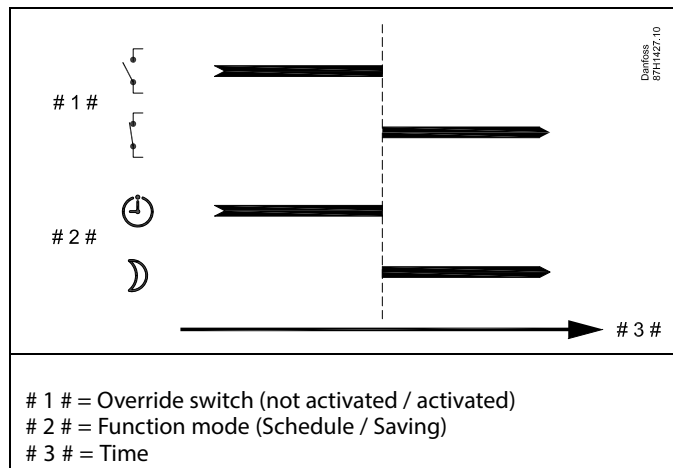 Danfoss
87H1427.10
# 1 #
# 2 #
# 3 #
# 1 # = Override switch (not activated / activated)
# 2 # = Function mode (Schedule / Saving)
# 3 # = Time